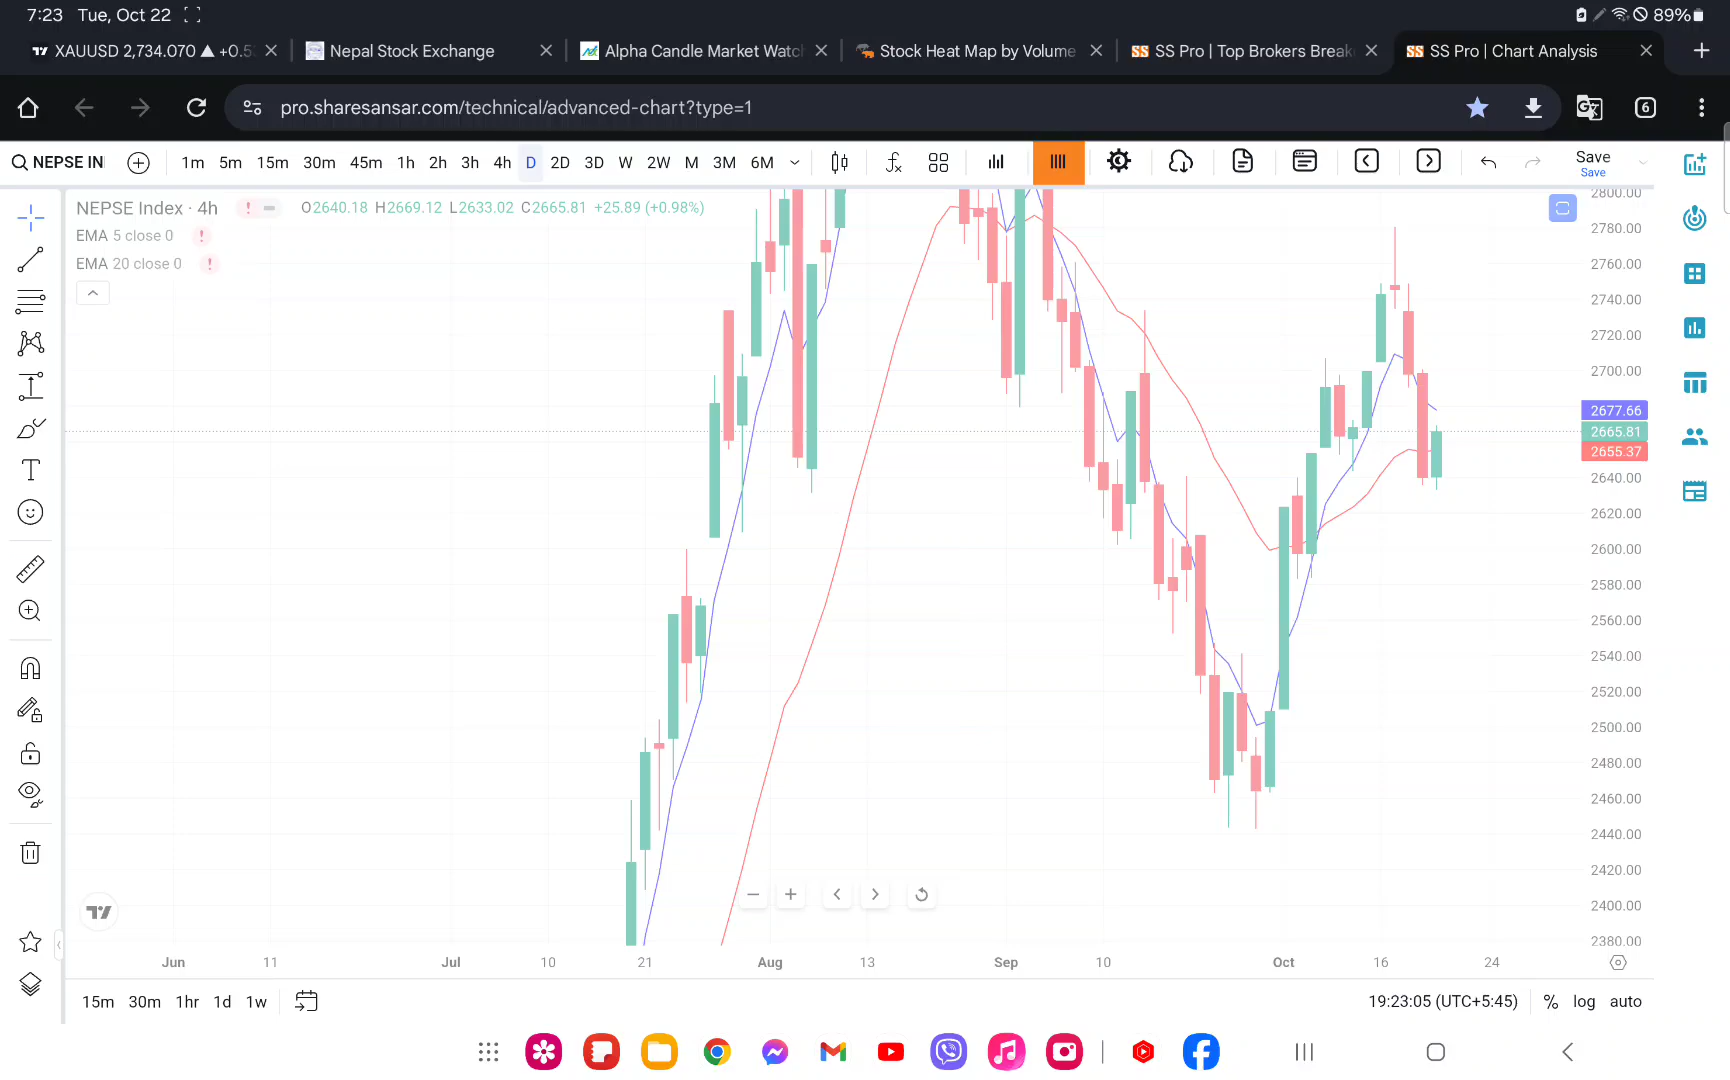 7:23 Tue, Oct 22 89%
XAUUSD 2,734.070 ▲ +0.5
Nepal Stock Exchange
Alpha Candle Market Watch
Stock Heat Map by Volume
SS Pro | Top Brokers Break
SS Pro | Chart Analysis
pro.sharesansar.com/technical/advanced-chart?type=1
6
NEPSE IN
1m 5m 15m 30m 45m 1h 2h 3h 4h D 2D 3D W 2W M 3M 6M
Save
Save
NEPSE Index · 4h
O2640.18 H2669.12 L2633.02 C2665.81 +25.89 (+0.98%)
EMA 5 close 0
EMA 20 close 0
2800.00
2780.00
2760.00
2740.00
2720.00
2700.00
2677.66
2665.81
2655.37
2640.00
2620.00
2600.00
2580.00
2560.00
2540.00
2520.00
2500.00
2480.00
2460.00
2440.00
2420.00
2400.00
2380.00
Jun 11 Jul 10 21 Aug 13 Sep 10 Oct 16 24
15m 30m 1hr 1d 1w
19:23:05 (UTC+5:45) % log auto